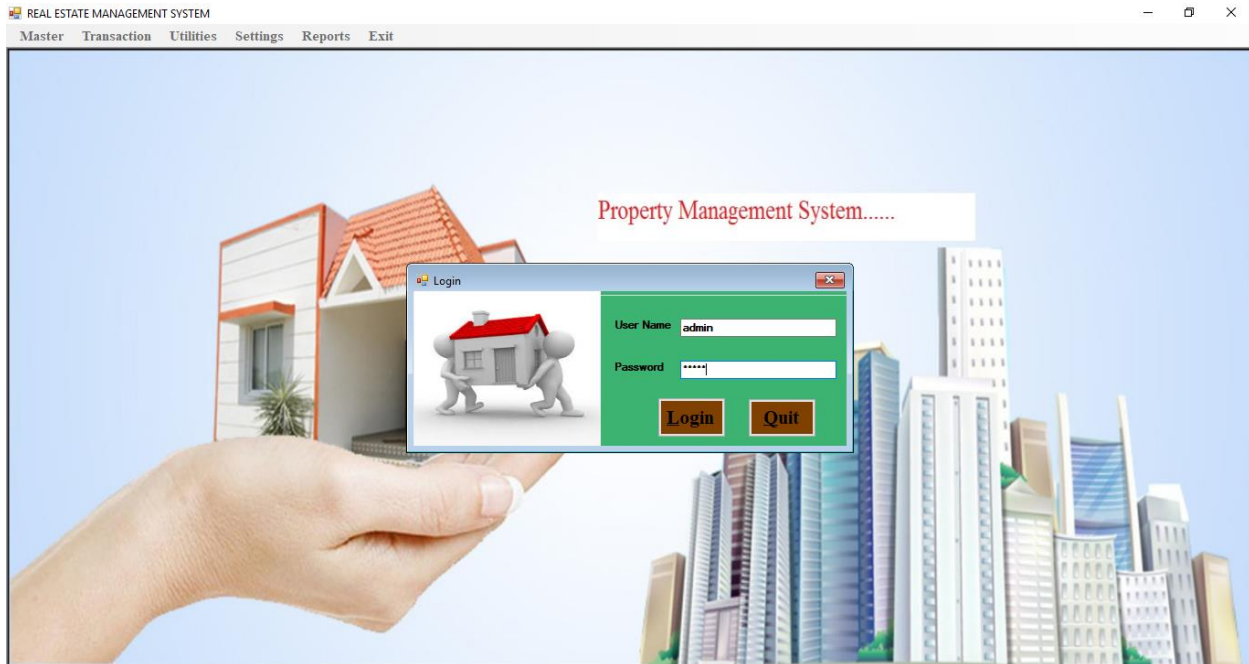 REAL ESTATE MANAGEMENT SYSTEM
Master Transaction Utilities Settings Reports Exit
Property Management System......
Login
User Name admin
Password •••••
Login Quit